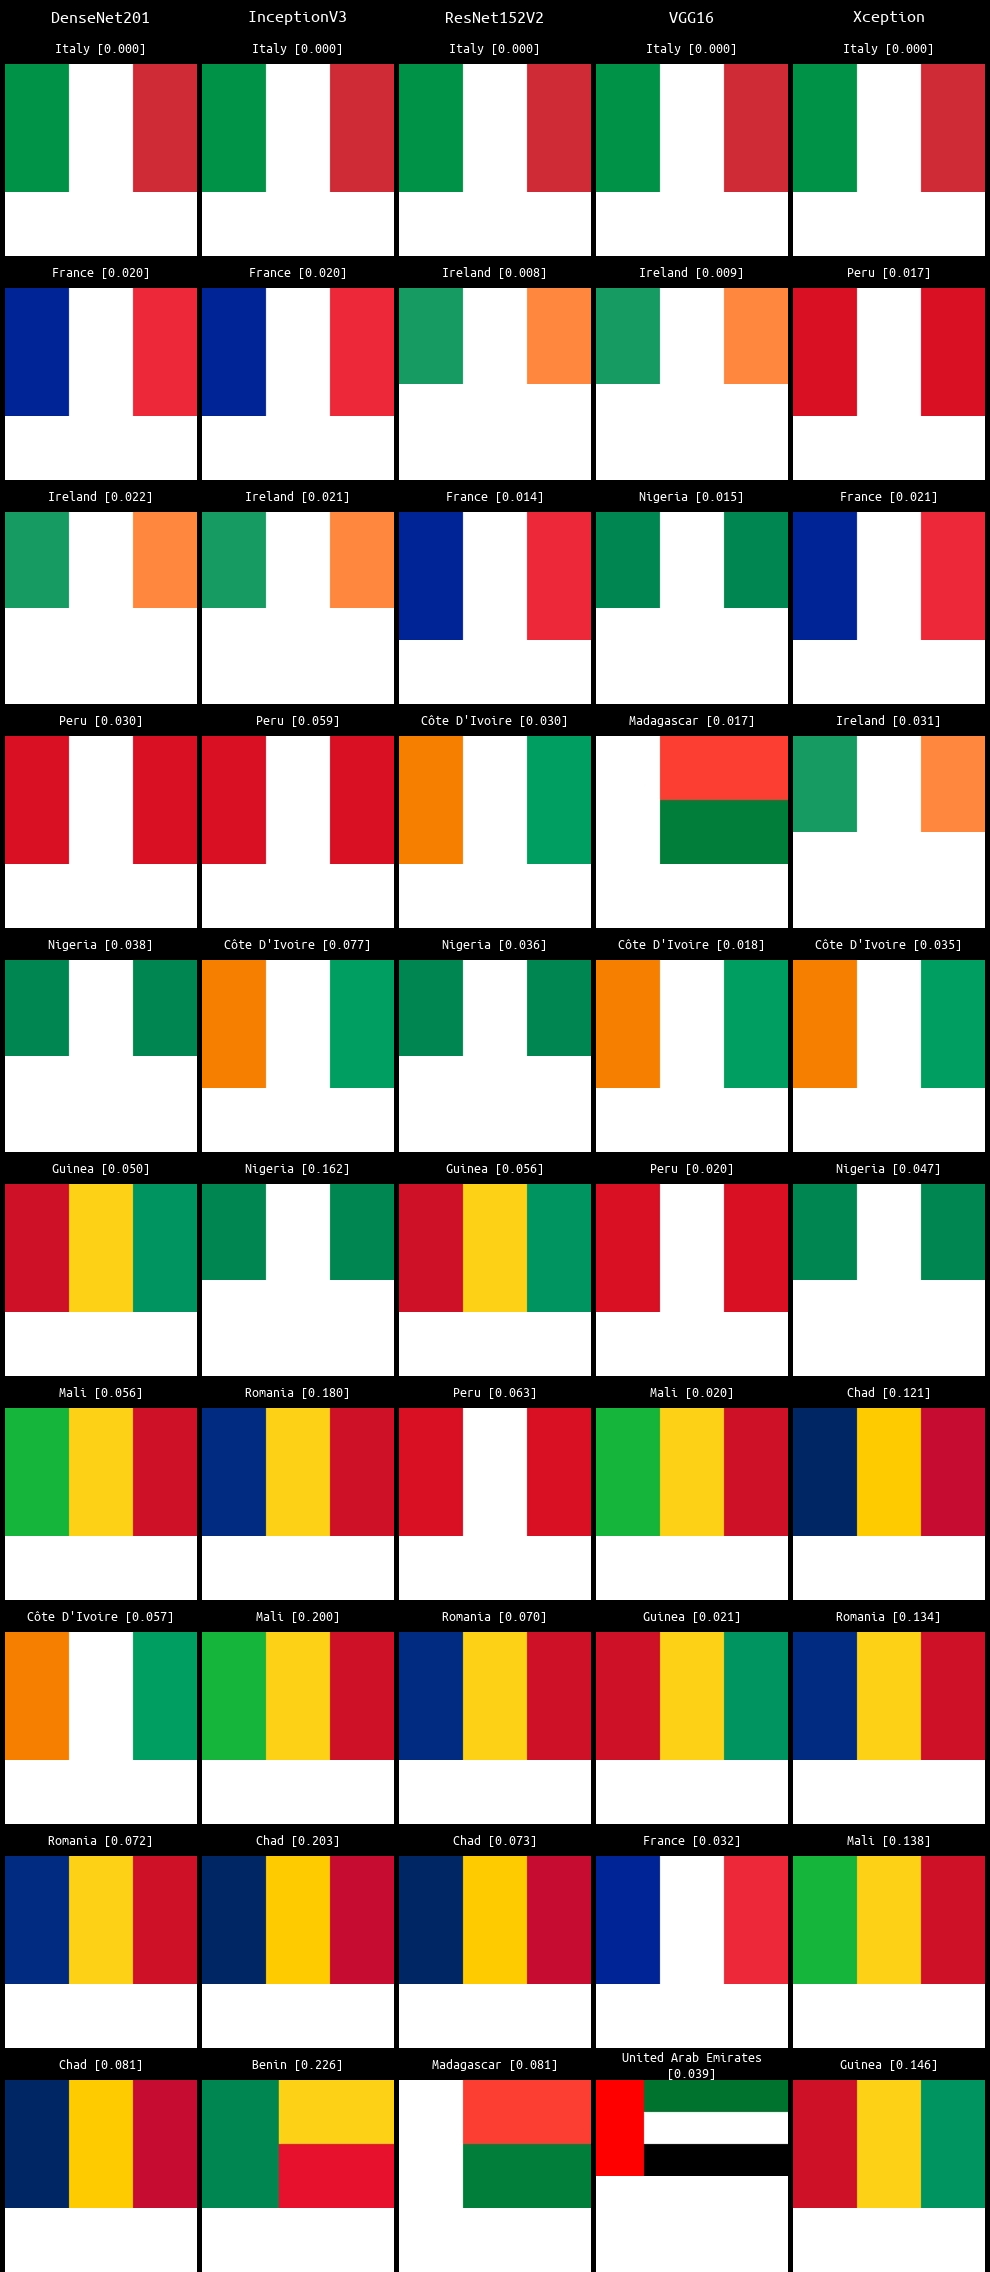 DenseNet201 InceptionV3 ResNet152V2 VGG16 Xception
Italy [0.000] Italy [0.000] Italy [0.000] Italy [0.000] Italy [0.000]
France [0.020] France [0.020] Ireland [0.008] Ireland [0.009] Peru [0.017]
Ireland [0.022] Ireland [0.021] France [0.014] Nigeria [0.015] France [0.021]
Peru [0.030] Peru [0.059] Côte D'Ivoire [0.030] Madagascar [0.017] Ireland [0.031]
Nigeria [0.038] Côte D'Ivoire [0.077] Nigeria [0.036] Côte D'Ivoire [0.018] Côte D'Ivoire [0.035]
Guinea [0.050] Nigeria [0.162] Guinea [0.056] Peru [0.020] Nigeria [0.047]
Mali [0.056] Romania [0.180] Peru [0.063] Mali [0.020] Chad [0.121]
Côte D'Ivoire [0.057] Mali [0.200] Romania [0.070] Guinea [0.021] Romania [0.134]
Romania [0.072] Chad [0.203] Chad [0.073] France [0.032] Mali [0.138]
Chad [0.081] Benin [0.226] Madagascar [0.081] United Arab Emirates Guinea [0.146]
[0.039]